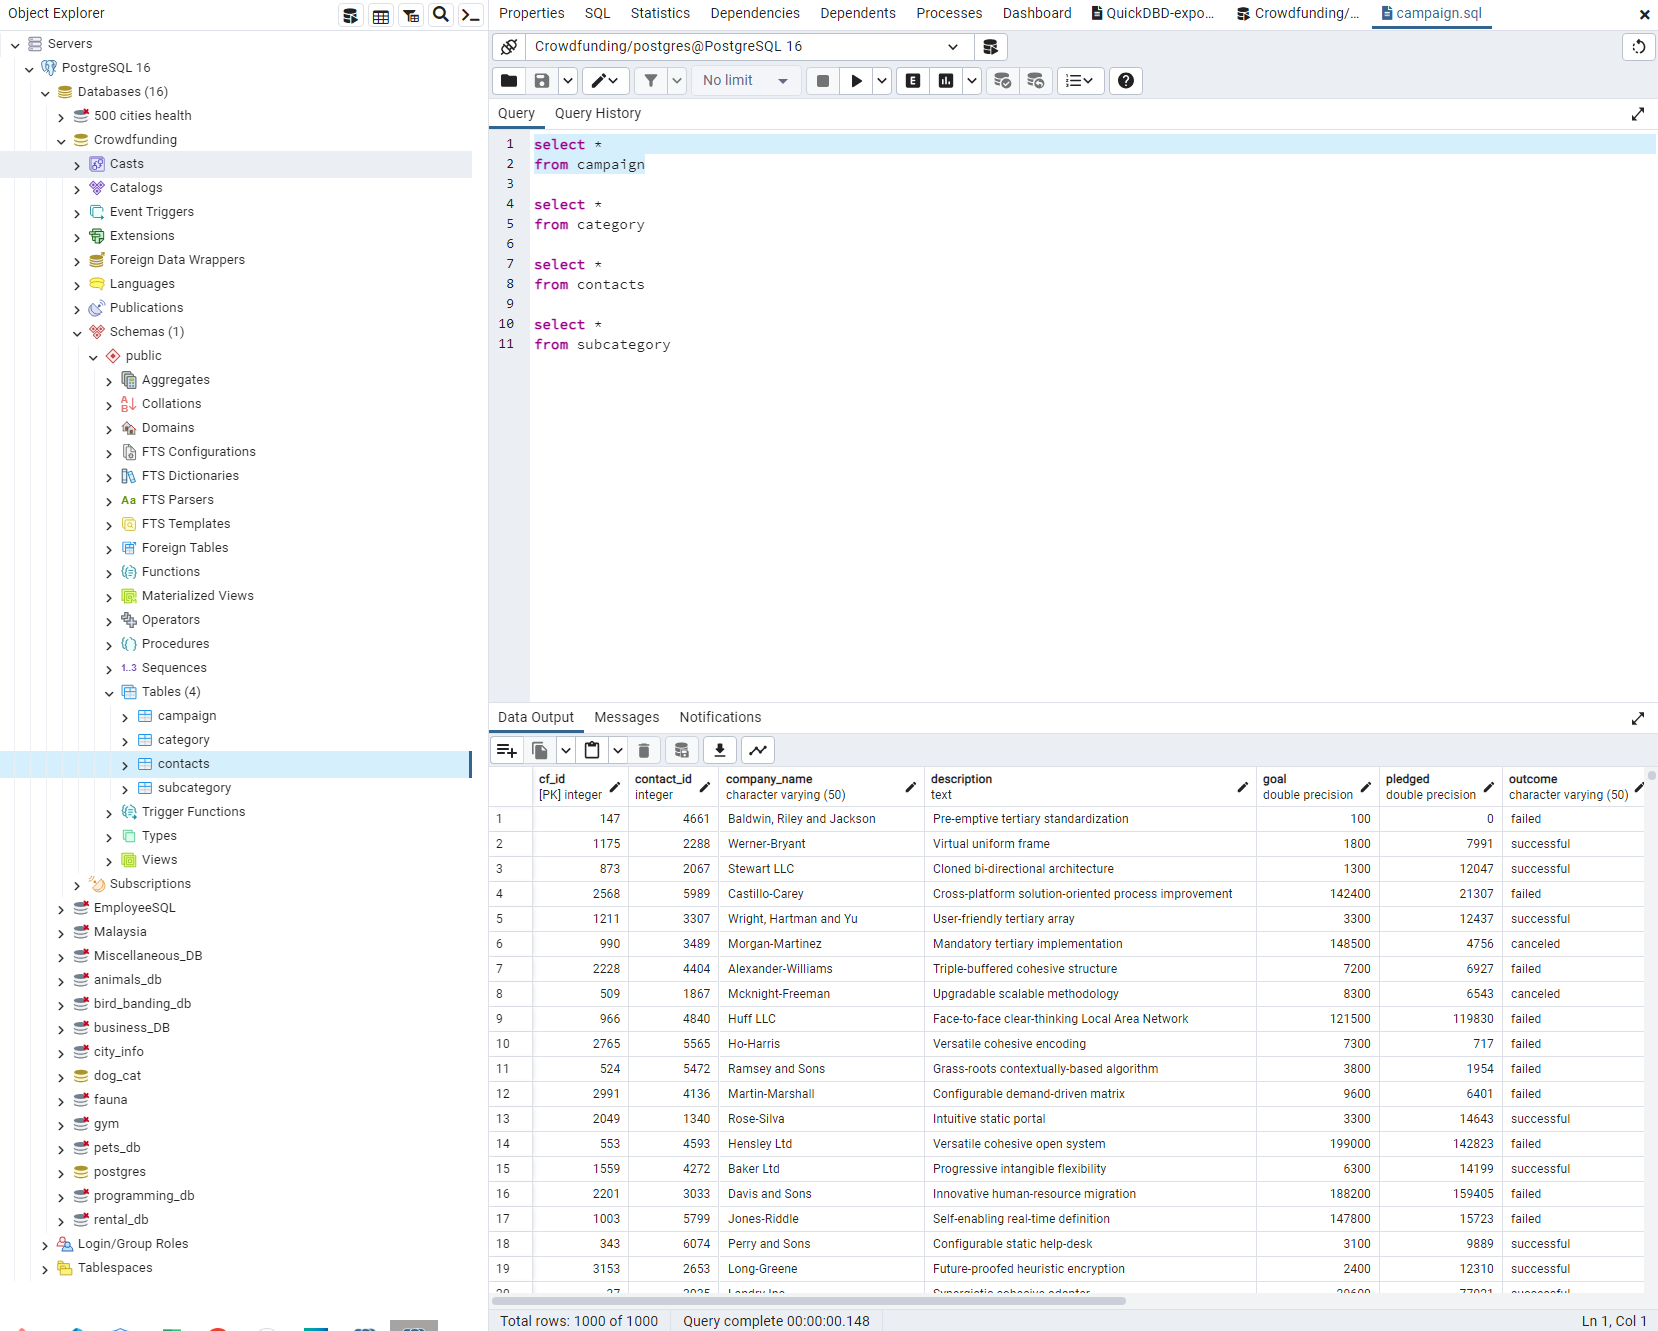 Object Explorer
Servers
PostgreSQL 16
Databases (16)
500 cities health
Crowdfunding
Casts
Catalogs
Event Triggers
Extensions
Foreign Data Wrappers
Languages
Publications
Schemas (1)
public
Aggregates
Collations
Domains
FTS Configurations
FTS Dictionaries
FTS Parsers
FTS Templates
Foreign Tables
Functions
Materialized Views
Operators
Procedures
1..3 Sequences
Tables (4)
campaign
category
contacts
subcategory
Trigger Functions
Types
Views
Subscriptions
EmployeeSQL
Malaysia
Miscellaneous_DB
animals_db
bird_banding_db
business_DB
city_info
dog_cat
fauna
gym
pets_db
postgres
programming_db
rental_db
Login/Group Roles
Tablespaces
Properties SQL Statistics Dependencies Dependents Processes Dashboard QuickDBD-expo... Crowdfunding/... campaign.sql
Crowdfunding/postgres@PostgreSQL 16
No limit
Query Query History
1 select *
2 from campaign
3
4 select *
5 from category
6
7 select *
8 from contacts
9
10 select *
11 from subcategory
Data Output Messages Notifications
cf_id contact_id company_name description goal pledged outcome
[PK] integer integer character varying (50) text double precision double precision character varying (50)
1 147 4661 Baldwin, Riley and Jackson Pre-emptive tertiary standardization 100 0 failed
2 1175 2288 Werner-Bryant Virtual uniform frame 1800 7991 successful
3 873 2067 Stewart LLC Cloned bi-directional architecture 1300 12047 successful
4 2568 5989 Castillo-Carey Cross-platform solution-oriented process improvement 142400 21307 failed
5 1211 3307 Wright, Hartman and Yu User-friendly tertiary array 3300 12437 successful
6 990 3489 Morgan-Martinez Mandatory tertiary implementation 148500 4756 canceled
7 2228 4404 Alexander-Williams Triple-buffered cohesive structure 7200 6927 failed
8 509 1867 Mcknight-Freeman Upgradable scalable methodology 8300 6543 canceled
9 966 4840 Huff LLC Face-to-face clear-thinking Local Area Network 121500 119830 failed
10 2765 5565 Ho-Harris Versatile cohesive encoding 7300 717 failed
11 524 5472 Ramsey and Sons Grass-roots contextually-based algorithm 3800 1954 failed
12 2991 4136 Martin-Marshall Configurable demand-driven matrix 9600 6401 failed
13 2049 1340 Rose-Silva Intuitive static portal 3300 14643 successful
14 553 4593 Hensley Ltd Versatile cohesive open system 199000 142823 failed
15 1559 4272 Baker Ltd Progressive intangible flexibility 6300 14199 successful
16 2201 3033 Davis and Sons Innovative human-resource migration 188200 159405 failed
17 1003 5799 Jones-Riddle Self-enabling real-time definition 147800 15723 failed
18 343 6074 Perry and Sons Configurable static help-desk 3100 9889 successful
19 3153 2653 Long-Greene Future-proofed heuristic encryption 2400 12310 successful
Total rows: 1000 of 1000 Query complete 00:00:00.148 Ln 1, Col 1